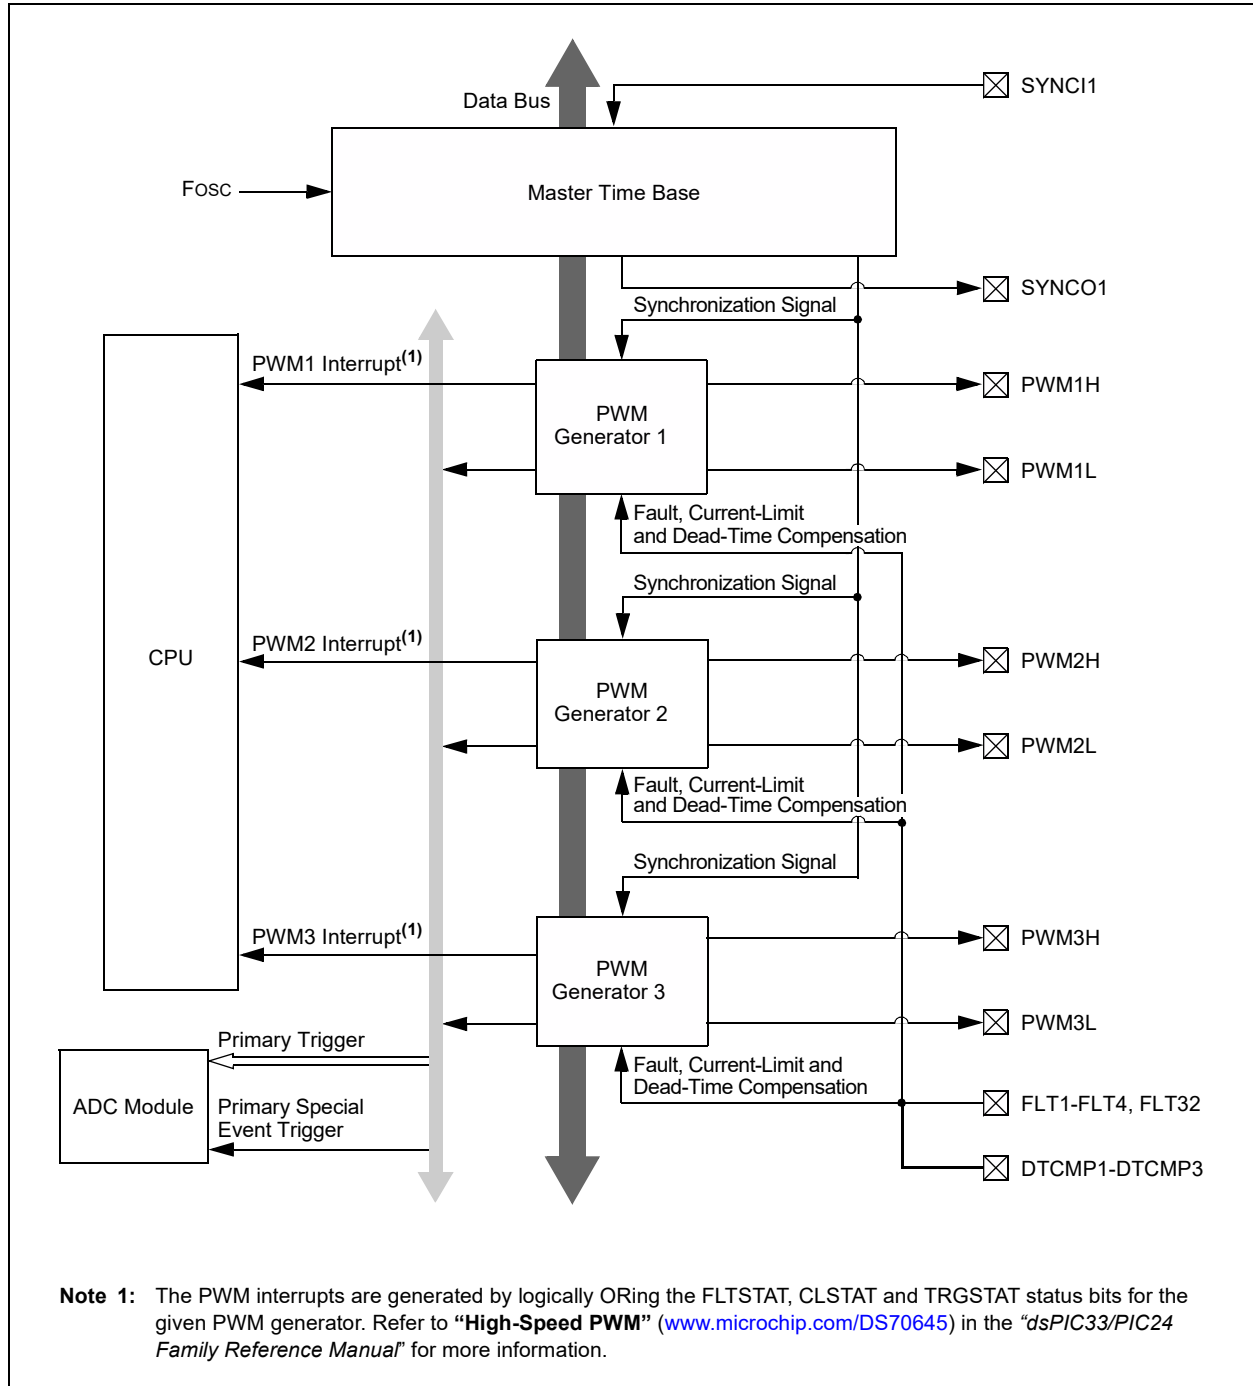 SYNCI1
Data Bus
FOSC
Master Time Base
SYNCO1
Synchronization Signal
PWM1 Interrupt(1)
PWM1H
PWM
Generator 1
PWM1L
Fault, Current-Limit
and Dead-Time Compensation
Synchronization Signal
CPU
PWM2 Interrupt(1)
PWM2H
PWM
Generator 2
PWM2L
Fault, Current-Limit
and Dead-Time Compensation
Synchronization Signal
PWM3 Interrupt(1)
PWM3H
PWM
Generator 3
PWM3L
Primary Trigger
Fault, Current-Limit and
Dead-Time Compensation
ADC Module
Primary Special
Event Trigger
FLT1-FLT4, FLT32
DTCMP1-DTCMP3
Note 1: The PWM interrupts are generated by logically ORing the FLTSTAT, CLSTAT and TRGSTAT status bits for the
given PWM generator. Refer to “High-Speed PWM” (www.microchip.com/DS70645) in the “dsPIC33/PIC24
Family Reference Manual” for more information.